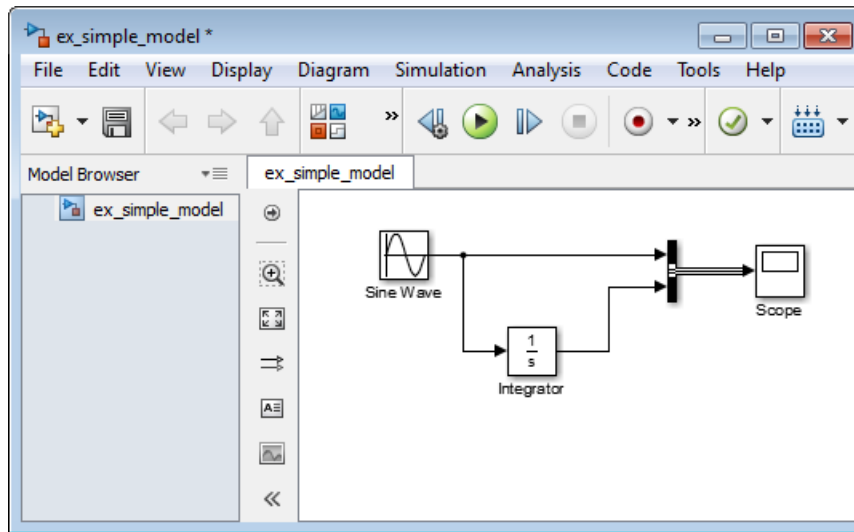 ex_simple_model *
File Edit View Display Diagram Simulation Analysis Code Tools Help
» »
Model Browser
ex_simple_model
ex_simple_model
A
Sine Wave
Scope
1
s
Integrator